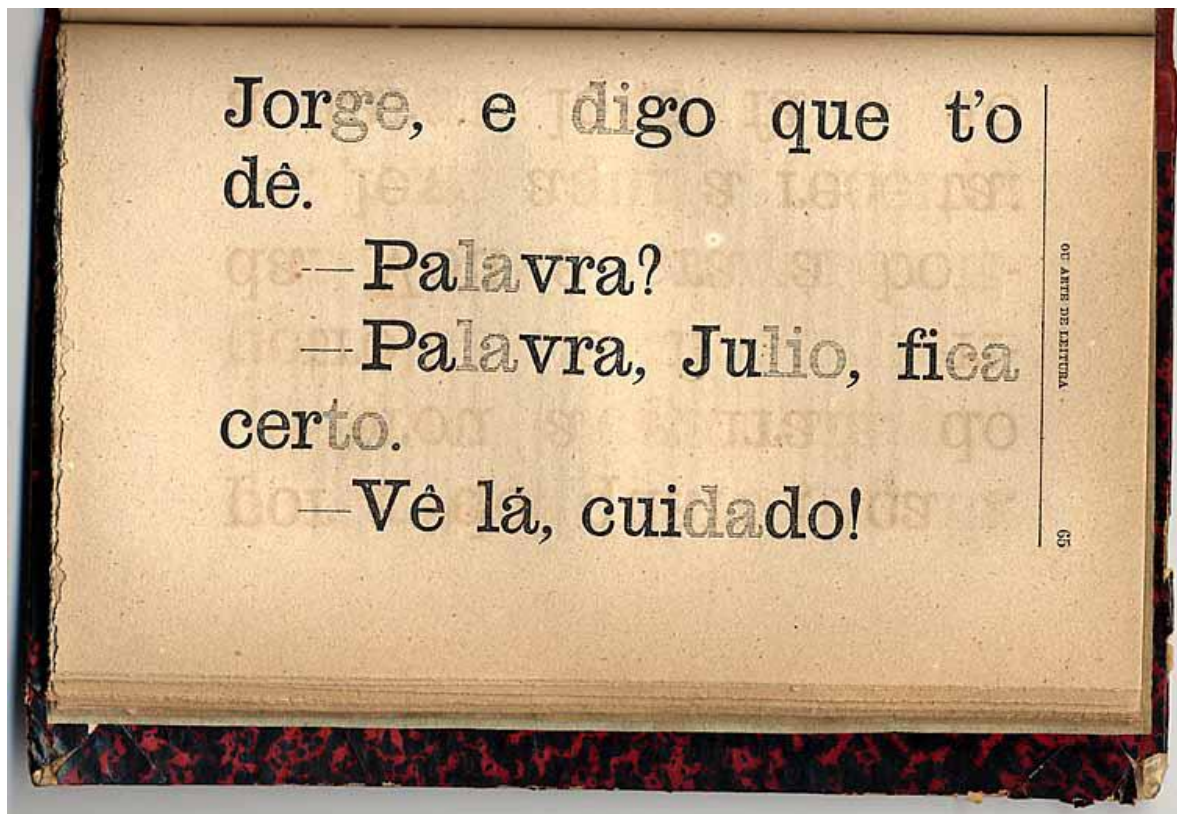 Jorge, e digo que t'o
dê.
—Palavra?
—Palavra, Julio, fica
certo.
—Vê lá, cuidado!
OU ARTE DE LEITURA 65